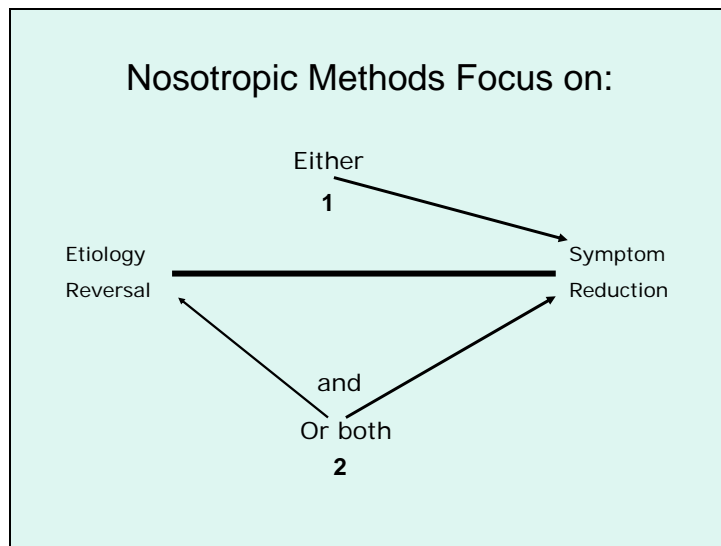 Nosotropic Methods Focus on:
Either
1
Etiology
Reversal
Symptom
Reduction
and
Or both
2